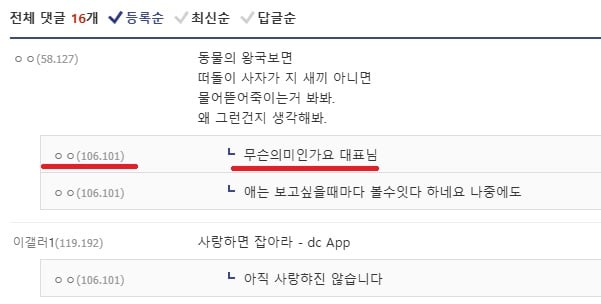 전체 댓글 16개 등록순 최신순 답글순
ㅇㅇ(58.127) 동물의 왕국보면
떠돌이 사자가 지 새끼 아니면
물어뜯어죽이는거 봐봐.
왜 그런건지 생각해봐.
ㅇㅇ(106.101) 무슨의미인가요 대표님
ㅇㅇ(106.101) 애는 보고싶을때마다 볼수잇다 하네요 나중에도
이갤러1(119.192) 사랑하면 잡아라 - dc App
ㅇㅇ(106.101) 아직 사랑햐진 않습니다